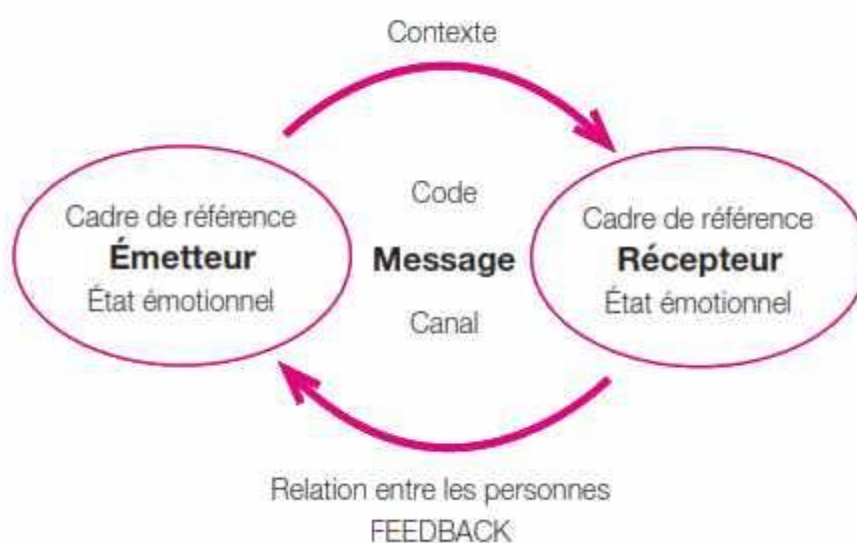 Contexte
Cadre de référence
Émetteur
État émotionnel
Code
Message
Canal
Cadre de référence
Récepteur
État émotionnel
Relation entre les personnes
FEEDBACK